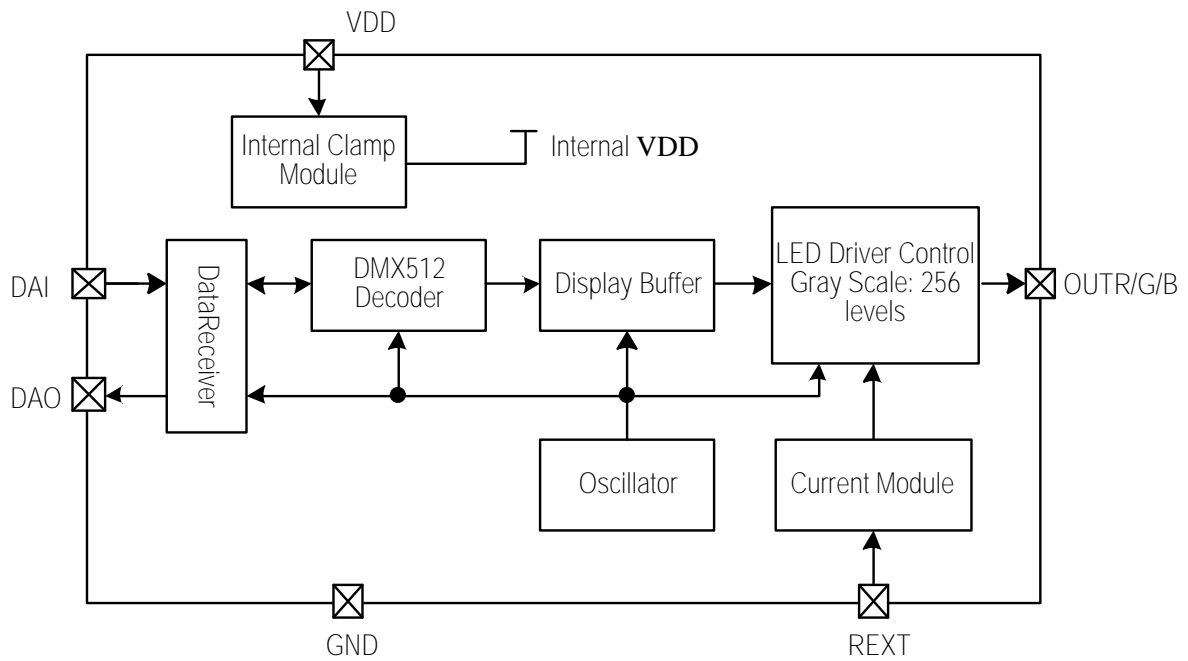 VDD
Internal Clamp
Module
Internal VDD
DAI
DAO
DataReceiver
DMX512
Decoder
Display Buffer
LED Driver Control
Gray Scale: 256
levels
OUTR/G/B
Oscillator
Current Module
GND
REXT